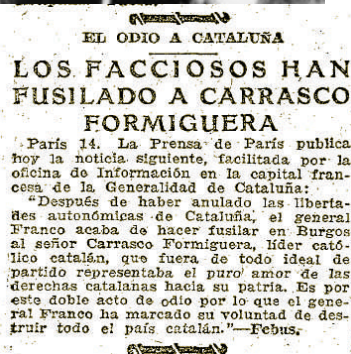 EL ODIO A CATALUÑA
LOS FACCIOSOS HAN
FUSILADO A CARRASCO
FORMIGUERA
París 14. La Prensa de París publica
hoy la noticia siguiente, facilitada por la
oficina de Información en la capital fran-
cesa de la Generalidad de Cataluña:
"Después de haber anulado las liberta-
des autonómicas de Cataluña, el general
Franco acaba de hacer fusilar en Burgos
al señor Carrasco Formiguera, líder cató-
lico catalán, que fuera de todo ideal de
partido representaba el puro amor de las
derechas catalanas hacia su patria. Es por
este doble acto de odio por lo que el gene-
ral Franco ha marcado su voluntad de des-
truir todo el país catalán."—Febus.